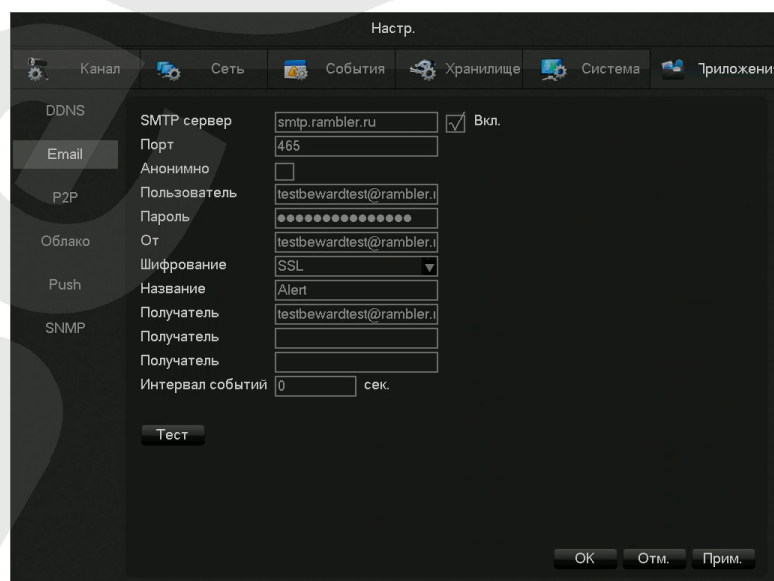 Настр.
Канал Сеть События Хранилище Система Приложени
DDNS
Email
P2P
Облако
Push
SNMP
SMTP сервер smtp.rambler.ru Вкл.
Порт 465
Анонимно
Пользователь testbewardtest@rambler.r
Пароль ●●●●●●●●●●●●●●●
От testbewardtest@rambler.r
Шифрование SSL
Название Alert
Получатель testbewardtest@rambler.r
Получатель
Получатель
Интервал событий 0 сек.
Тест
OK Отм. Прим.